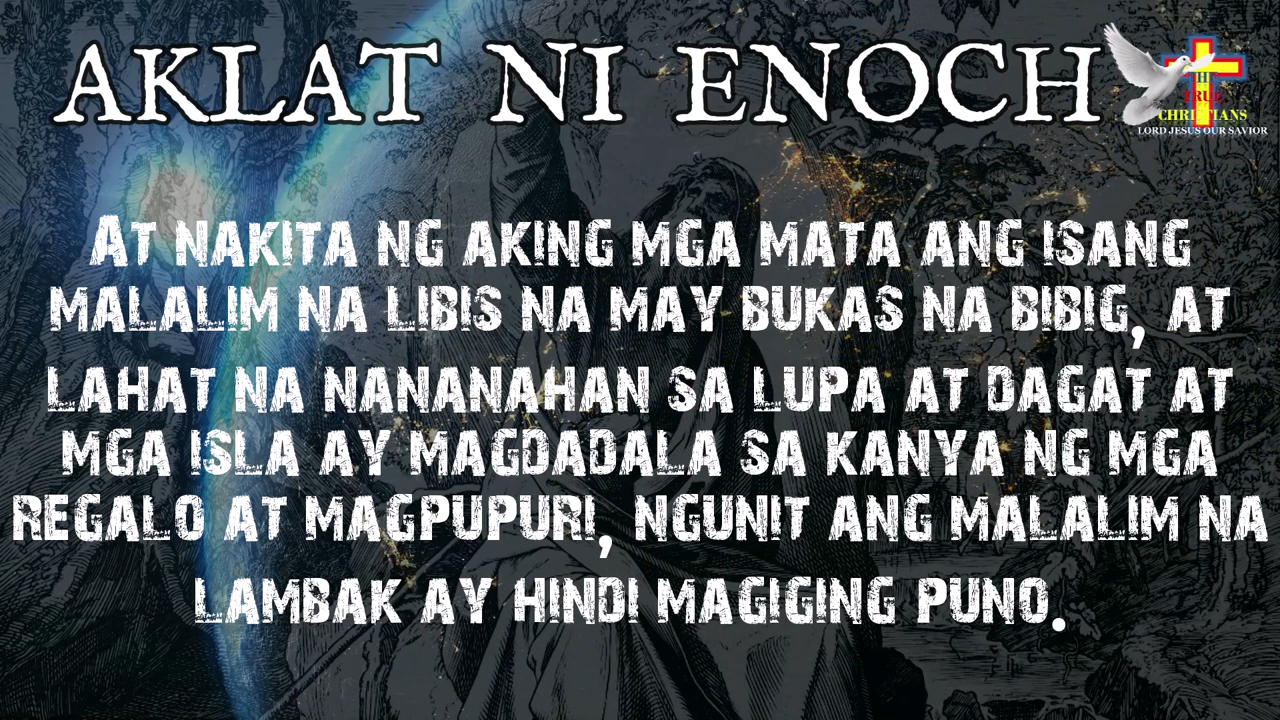 AKLAT NI ENOCH
TRUE
CHRISTIANS
LORD JESUS OUR SAVIOR
At nakita ng aking mga mata ang isang
malalim na libis na may bukas na bibig, at
lahat na nananahan sa lupa at dagat at
mga isla ay magdadala sa kanya ng mga
regalo at magpupuri, ngunit ang malalim na
lambak ay hindi magiging puno.